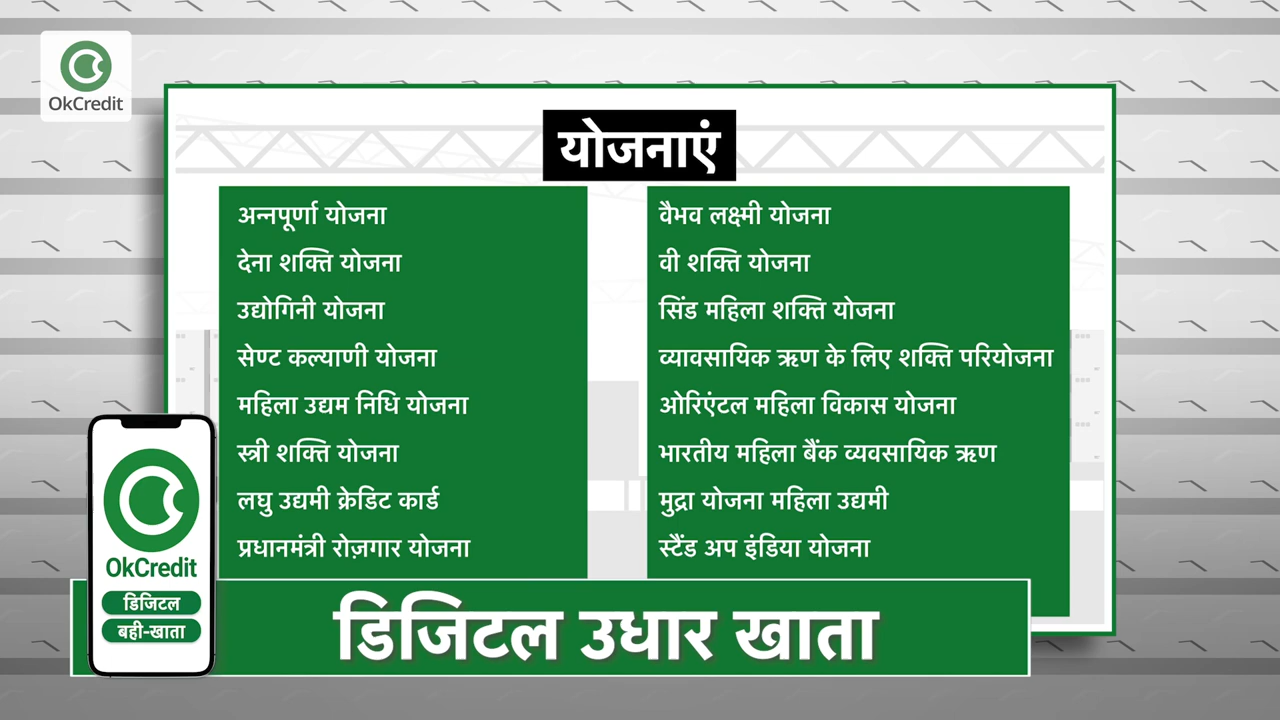 OkCredit
योजनाएं
अन्नपूर्णा योजना
देना शक्ति योजना
उद्योगिनी योजना
सेण्ट कल्याणी योजना
महिला उद्यम निधि योजना
स्त्री शक्ति योजना
लघु उद्यमी क्रेडिट कार्ड
प्रधानमंत्री रोज़गार योजना
वैभव लक्ष्मी योजना
वी शक्ति योजना
सिंड महिला शक्ति योजना
व्यावसायिक ऋण के लिए शक्ति परियोजना
ओरिएंटल महिला विकास योजना
भारतीय महिला बैंक व्यवसायिक ऋण
मुद्रा योजना महिला उद्यमी
स्टैंड अप इंडिया योजना
OkCredit
डिजिटल
बही-खाता
डिजिटल उधार खाता